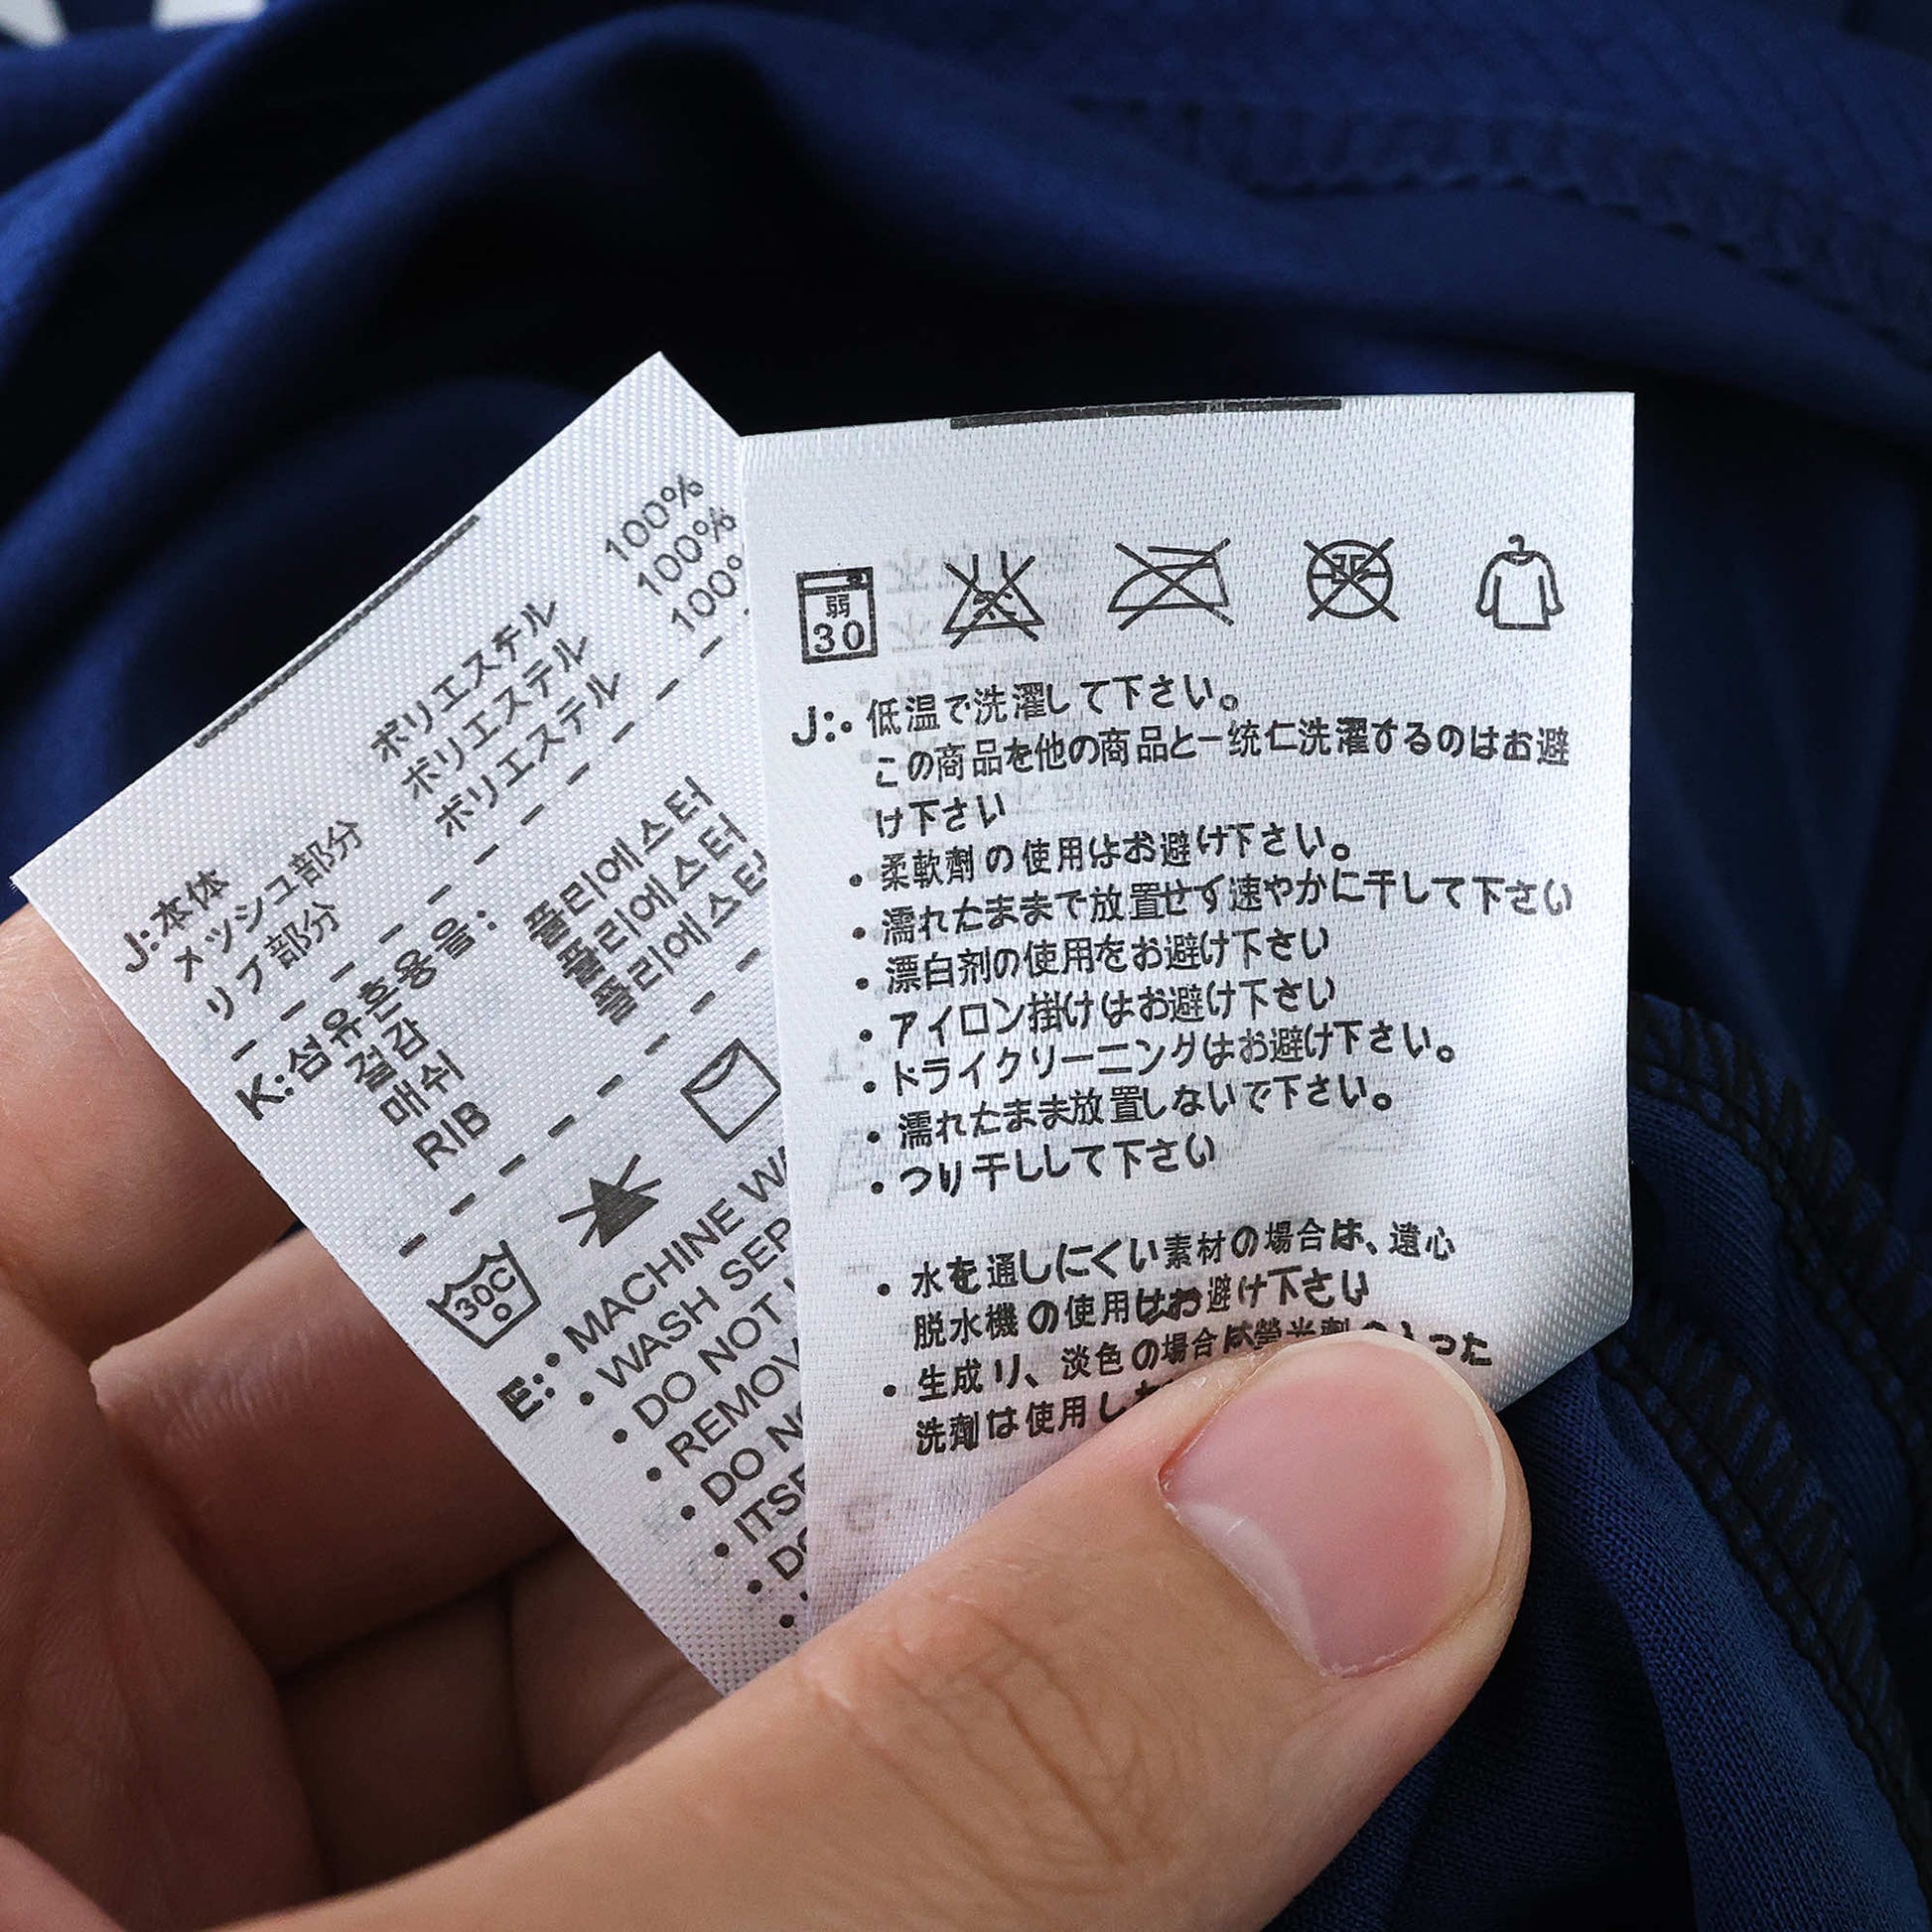 J:本体 ポリエステル 100%
メッシュ部分 ポリエステル 100%
リブ部分 ポリエステル 100%
K:섬유혼용율:
겉감 폴리에스터
매쉬 폴리에스터
RIB 폴리에스터
30C
E:• MACHINE
• WASH
• DO NOT
•
• DO
•
•
•
弱
30
J:• 低温で洗濯して下さい。
この商品を他の商品と一统仁洗濯するのはお避
け下さい
• 柔軟劑の使用はお避け下さい。
• 濡れたままで放置せず速やかに干して下さい
• 漂白剂の使用をお避け下さい
• アイロン掛けはお避け下さい
• ドライクリーニングはお避け下さい。
• 濡れたまま放置しないで下さい。
• つり干しして下さい
• 水を通しにくい素材の場合は、遠心
脱水機の使用はお避け下さい
• 生成り、淡色の場合は螢光劑の入った
洗劑は使用し